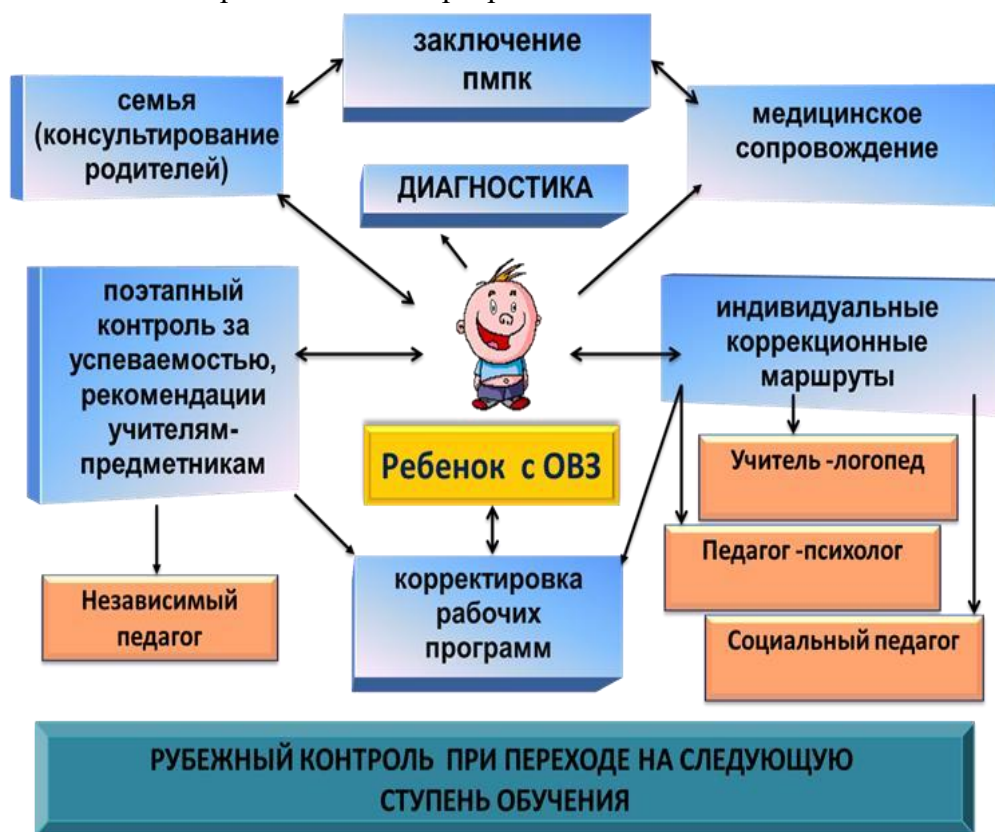 заключение
пмпк
семья
(консультирование
родителей)
медицинское
сопровождение
ДИАГНОСТИКА
поэтапный
контроль за
успеваемостью,
рекомендации
учителям-
предметникам
индивидуальные
коррекционные
маршруты
Ребенок с ОВЗ
Учитель -логопед
Педагог -психолог
Социальный педагог
Независимый
педагог
корректировка
рабочих
программ
РУБЕЖНЫЙ КОНТРОЛЬ ПРИ ПЕРЕХОДЕ НА СЛЕДУЮЩУЮ
СТУПЕНЬ ОБУЧЕНИЯ